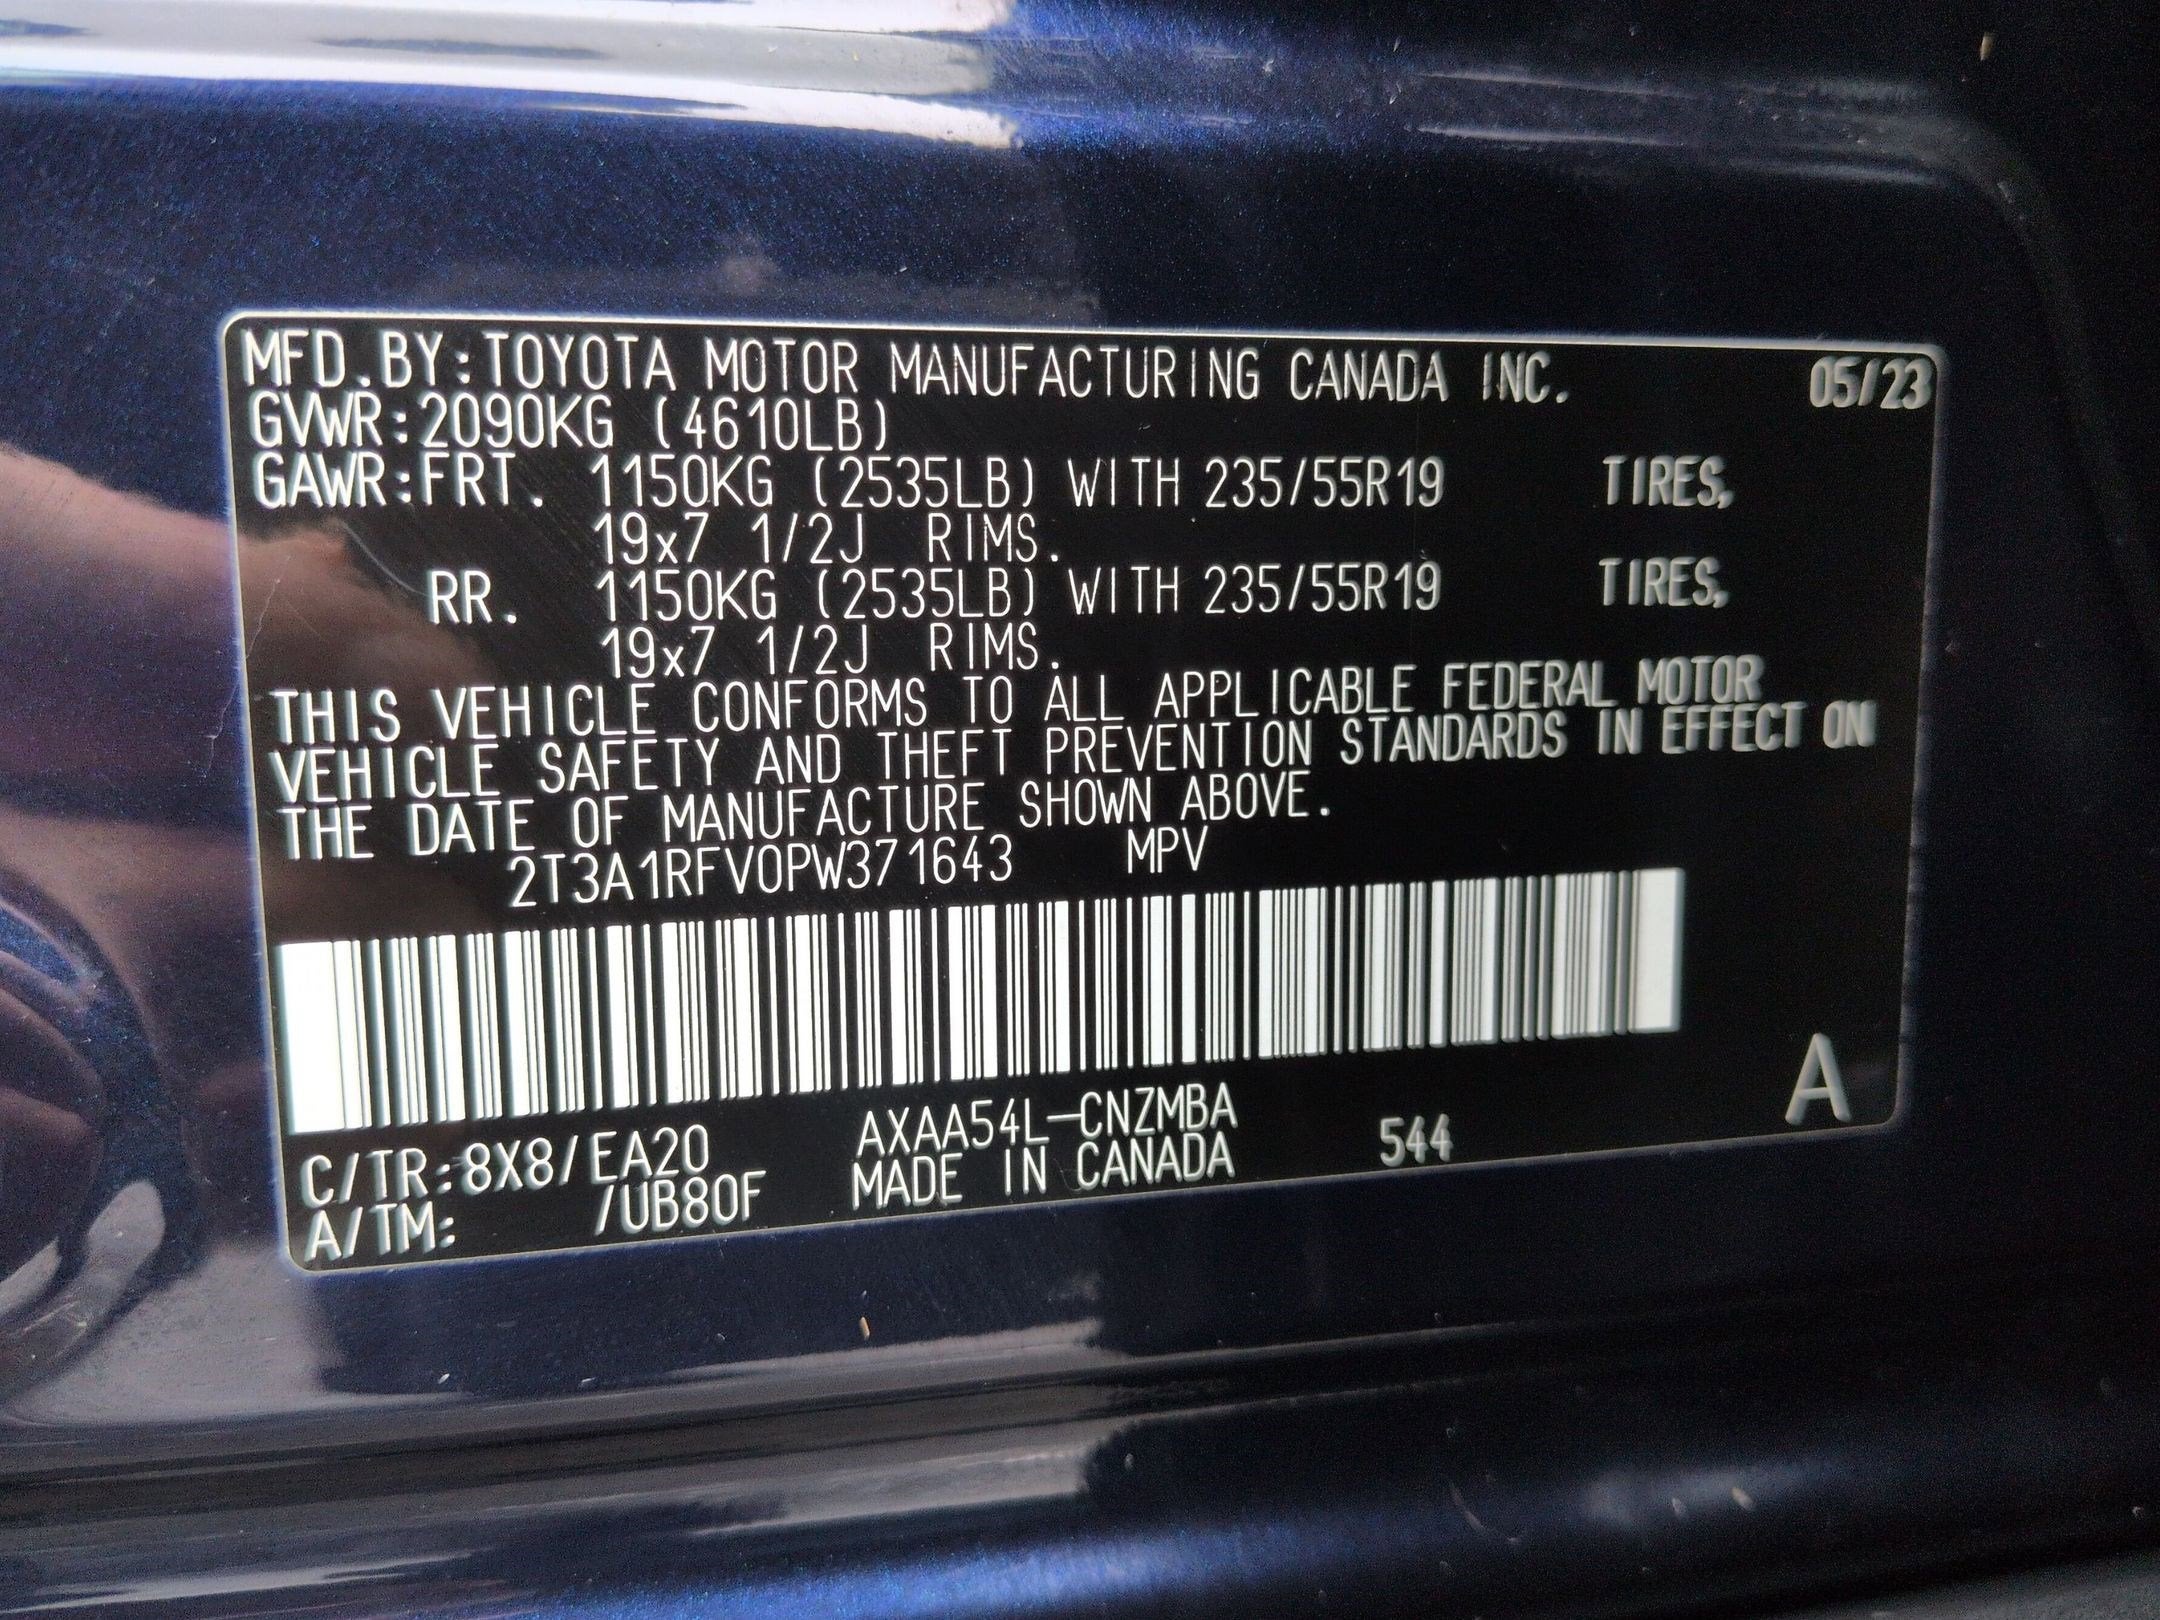 MFD.BY:TOYOTA MOTOR MANUFACTURING CANADA INC. 05/23
GVWR:2090KG (4610LB)
GAWR:FRT. 1150KG (2535LB) WITH 235/55R19 TIRES,
19x7 1/2J RIMS.
RR. 1150KG (2535LB) WITH 235/55R19 TIRES,
19x7 1/2J RIMS.
THIS VEHICLE CONFORMS TO ALL APPLICABLE FEDERAL MOTOR
VEHICLE SAFETY AND THEFT PREVENTION STANDARDS IN EFFECT ON
THE DATE OF MANUFACTURE SHOWN ABOVE.
2T3A1RFV0PW371643 MPV
C/TR:8X8/EA20 AXAA54L-CNZMBA 544 A
A/TM: /UB80F MADE IN CANADA